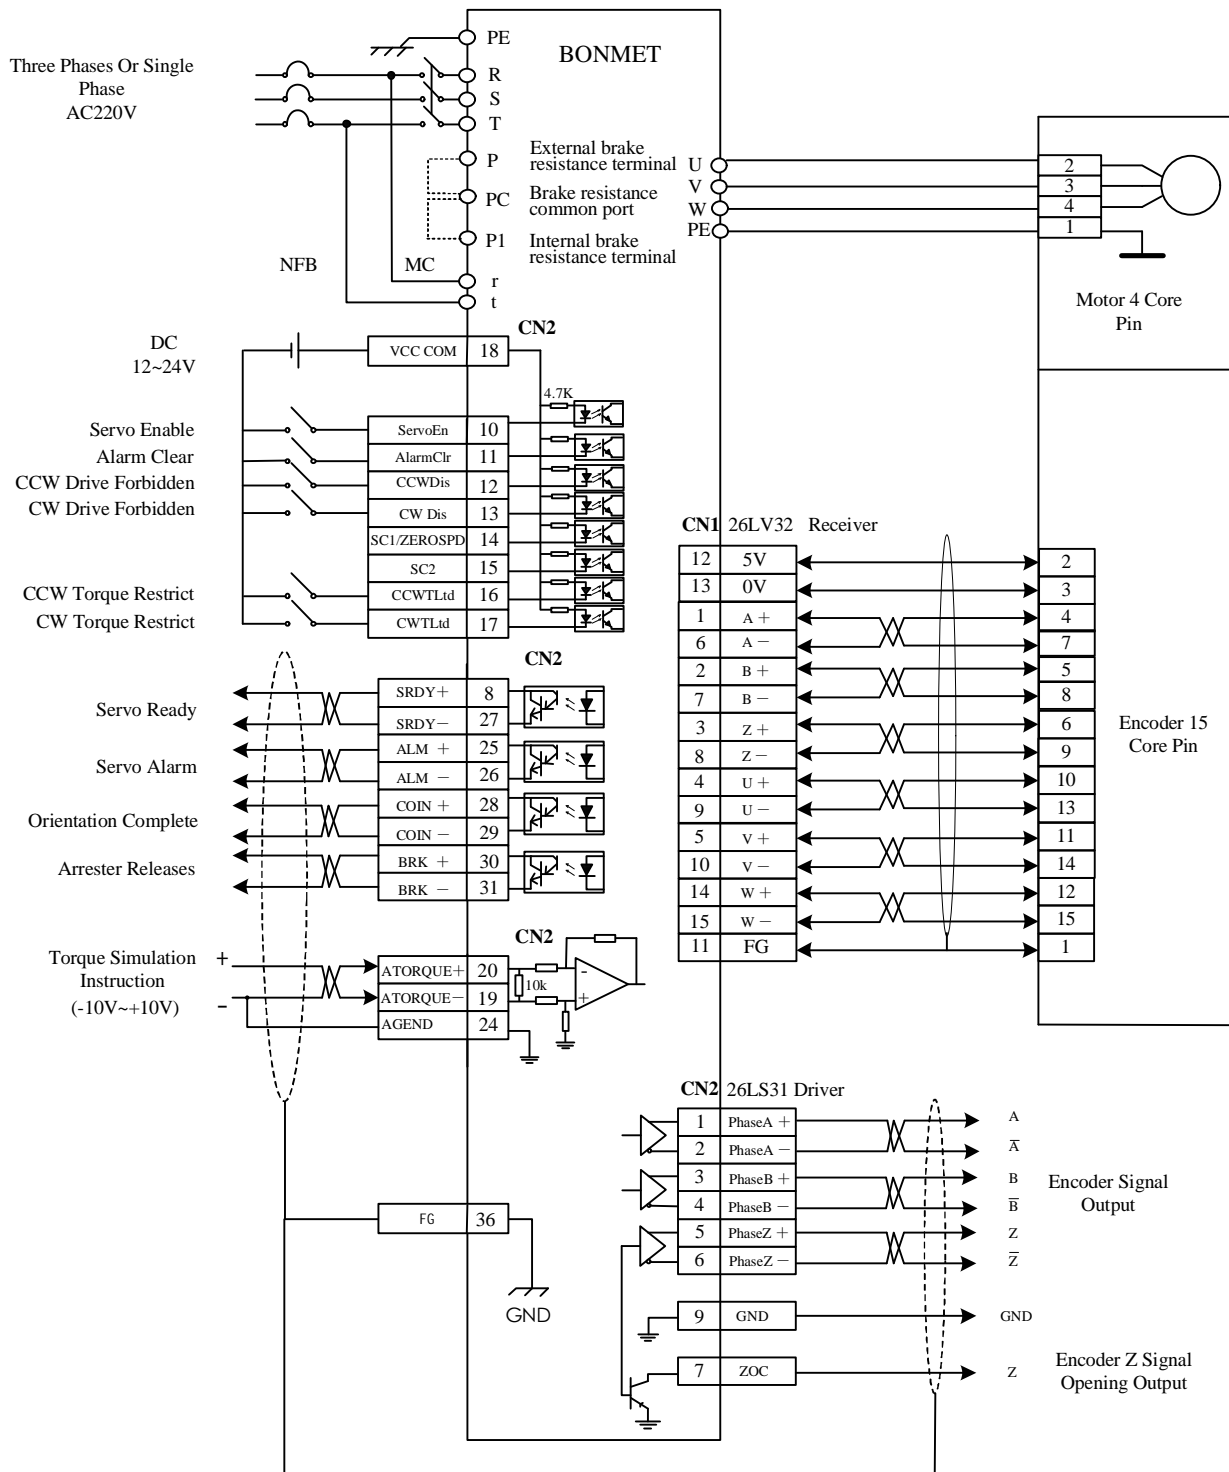 BONMET
Three Phases Or Single
Phase
AC220V
PE
R
S
T
P
External brake
resistance terminal
PC
Brake resistance
common port
P1
Internal brake
resistance terminal
NFB
MC
r
t
U
V
W
PE
2
3
4
1
Motor 4 Core
Pin
CN2
DC
12~24V
VCC COM 18
4.7K
Servo Enable ServoEn 10
Alarm Clear AlarmClr 11
CCW Drive Forbidden CCWDis 12
CW Drive Forbidden CW Dis 13
SC1/ZEROSPD 14
SC2 15
CCW Torque Restrict CCWTLtd 16
CW Torque Restrict CWTLtd 17
CN2
Servo Ready
SRDY+ 8
SRDY− 27
Servo Alarm
ALM + 25
ALM − 26
Orientation Complete
COIN + 28
COIN − 29
Arrester Releases
BRK + 30
BRK − 31
CN2
Torque Simulation
Instruction
(-10V~+10V)
+
-
ATORQUE+ 20
ATORQUE− 19
AGEND 24
10k
-
+
FG 36
GND
CN1 26LV32 Receiver
12 5V 2
13 0V 3
1 A + 4
6 A − 7
2 B + 5
7 B − 8
3 Z + 6
8 Z − 9
4 U + 10
9 U − 13
5 V + 11
10 V − 14
14 W + 12
15 W − 15
11 FG 1
Encoder 15
Core Pin
CN2 26LS31 Driver
1 PhaseA + A
2 PhaseA − A̅
3 PhaseB + B
4 PhaseB − B̅
5 PhaseZ + Z
6 PhaseZ − Z̅
Encoder Signal
Output
9 GND GND
7 ZOC Z
Encoder Z Signal
Opening Output